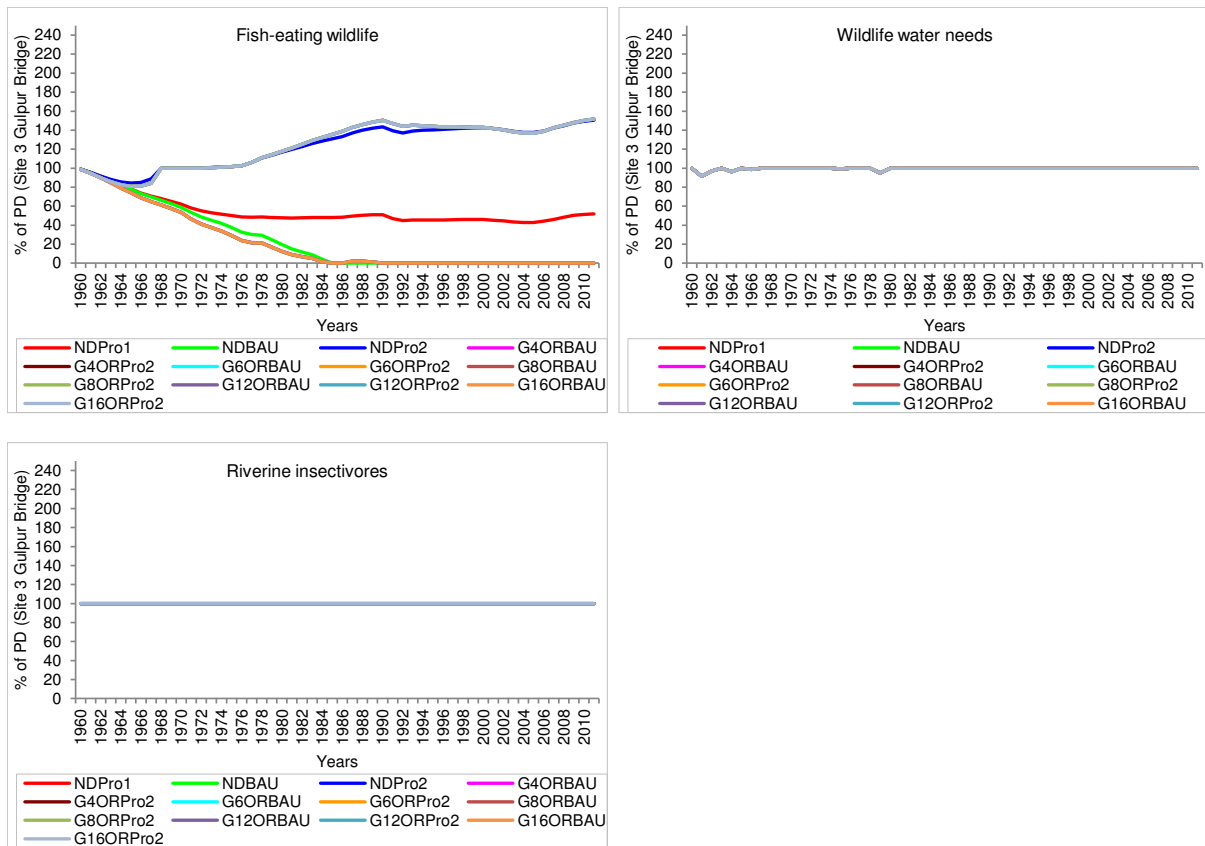 Fish-eating wildlife
% of PD (Site 3 Gulpur Bridge)
240
220
200
180
160
140
120
100
80
60
40
20
0
1960 1962 1964 1966 1968 1970 1972 1974 1976 1978 1980 1982 1984 1986 1988 1990 1992 1994 1996 1998 2000 2002 2004 2006 2008 2010
Years
NDPro1 NDBAU NDPro2 G4ORBAU
G4ORPro2 G6ORBAU G6ORPro2 G8ORBAU
G8ORPro2 G12ORBAU G12ORPro2 G16ORBAU
G16ORPro2
Wildlife water needs
% of PD (Site 3 Gulpur Bridge)
240
220
200
180
160
140
120
100
80
60
40
20
0
1960 1962 1964 1966 1968 1970 1972 1974 1976 1978 1980 1982 1984 1986 1988 1990 1992 1994 1996 1998 2000 2002 2004 2006 2008 2010
Years
NDPro1 NDBAU NDPro2
G4ORBAU G4ORPro2 G6ORBAU
G6ORPro2 G8ORBAU G8ORPro2
G12ORBAU G12ORPro2 G16ORBAU
Riverine insectivores
% of PD (Site 3 Gulpur Bridge)
240
220
200
180
160
140
120
100
80
60
40
20
0
1960 1962 1964 1966 1968 1970 1972 1974 1976 1978 1980 1982 1984 1986 1988 1990 1992 1994 1996 1998 2000 2002 2004 2006 2008 2010
Years
NDPro1 NDBAU NDPro2 G4ORBAU
G4ORPro2 G6ORBAU G6ORPro2 G8ORBAU
G8ORPro2 G12ORBAU G12ORPro2 G16ORBAU
G16ORPro2